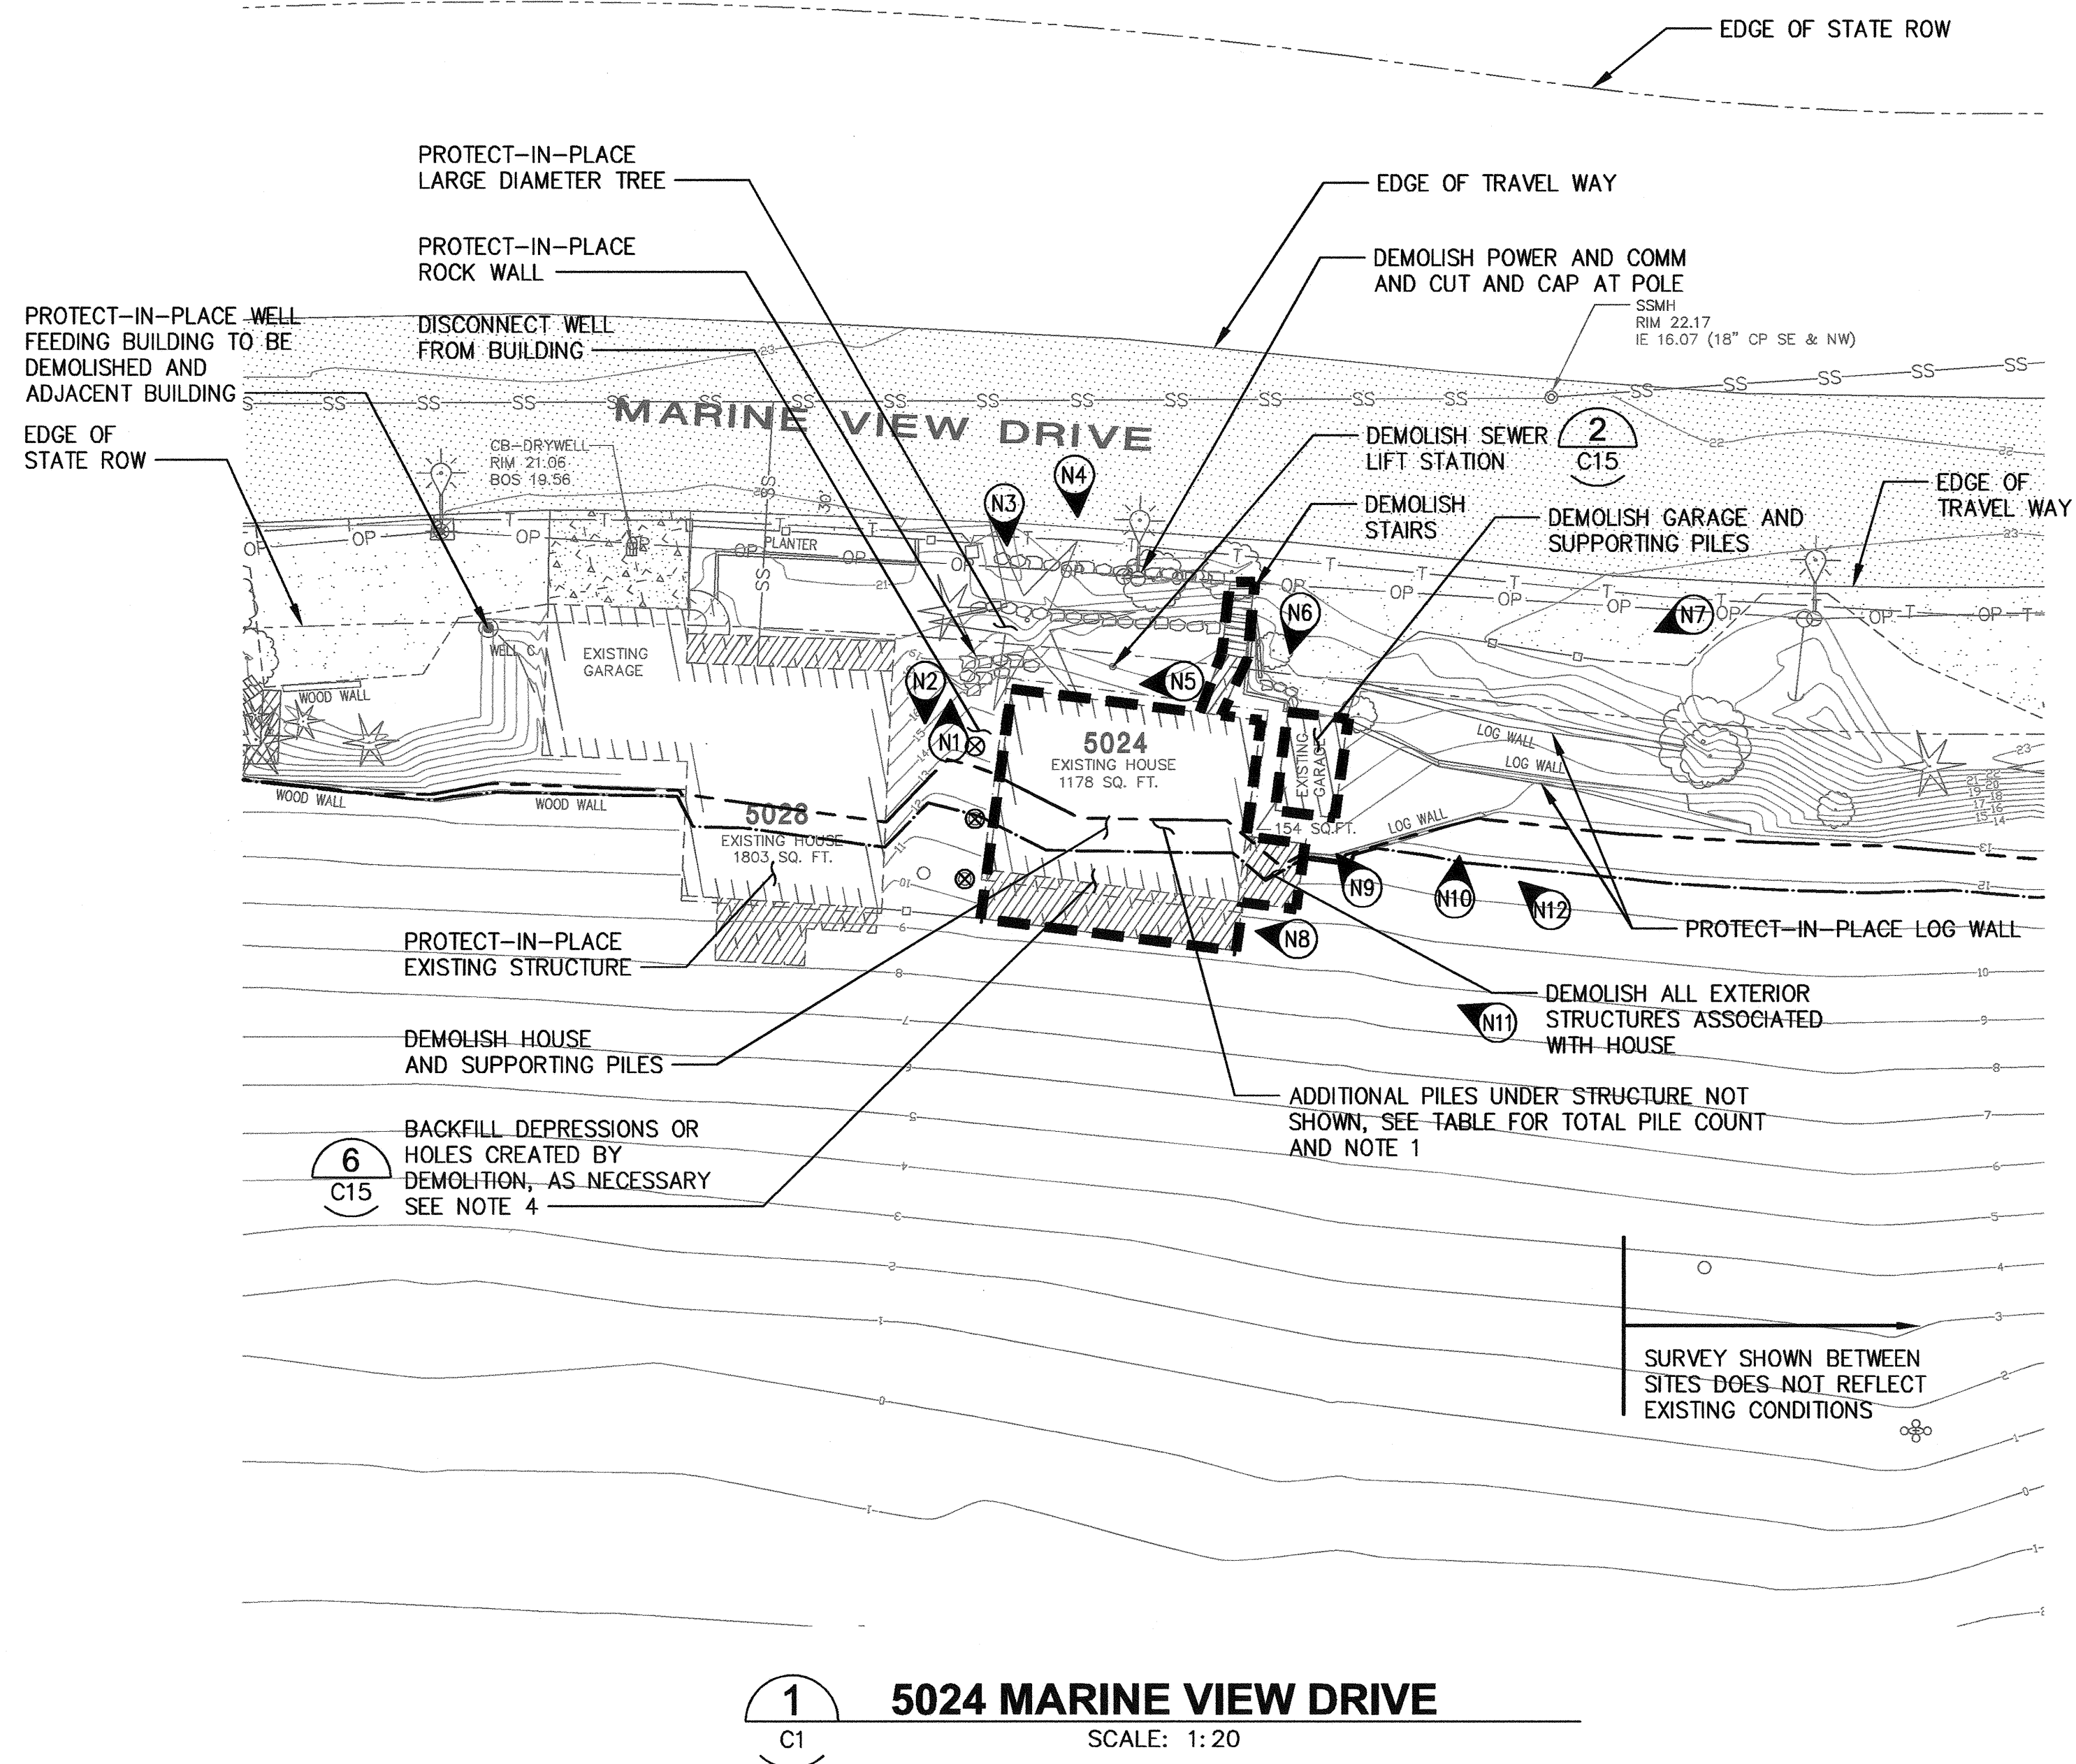 EDGE OF STATE ROW
PROTECT-IN-PLACE
LARGE DIAMETER TREE
EDGE OF TRAVEL WAY
PROTECT-IN-PLACE
ROCK WALL
DEMOLISH POWER AND COMM
AND CUT AND CAP AT POLE
SSMH
RIM 22.17
IE 16.07 (18" CP SE & NW)
PROTECT-IN-PLACE WELL
FEEDING BUILDING TO BE
DEMOLISHED AND
ADJACENT BUILDING
DISCONNECT WELL
FROM BUILDING
EDGE OF
STATE ROW
MARINE VIEW DRIVE
CB-DRYWELL
RIM 21.06
BOS 19.56
DEMOLISH SEWER
LIFT STATION
2
C15
DEMOLISH
STAIRS
DEMOLISH GARAGE AND
SUPPORTING PILES
EDGE OF
TRAVEL WAY
N4
N3
PLANTER
30'
N6
N7
N5
N2
N1
WELL C.
EXISTING
GARAGE
WOOD WALL
WOOD WALL
WOOD WALL
5024
EXISTING HOUSE
1178 SQ. FT.
EXISTING
GARAGE
154 SQ.FT.
LOG WALL
LOG WALL
LOG WALL
5028
EXISTING HOUSE
1803 SQ. FT.
N9
N10
N12
N8
N11
PROTECT-IN-PLACE LOG WALL
PROTECT-IN-PLACE
EXISTING STRUCTURE
DEMOLISH ALL EXTERIOR
STRUCTURES ASSOCIATED
WITH HOUSE
DEMOLISH HOUSE
AND SUPPORTING PILES
ADDITIONAL PILES UNDER STRUCTURE NOT
SHOWN, SEE TABLE FOR TOTAL PILE COUNT
AND NOTE 1
6
C15
BACKFILL DEPRESSIONS OR
HOLES CREATED BY
DEMOLITION, AS NECESSARY
SEE NOTE 4
SURVEY SHOWN BETWEEN
SITES DOES NOT REFLECT
EXISTING CONDITIONS
1
C1
5024 MARINE VIEW DRIVE
SCALE: 1:20